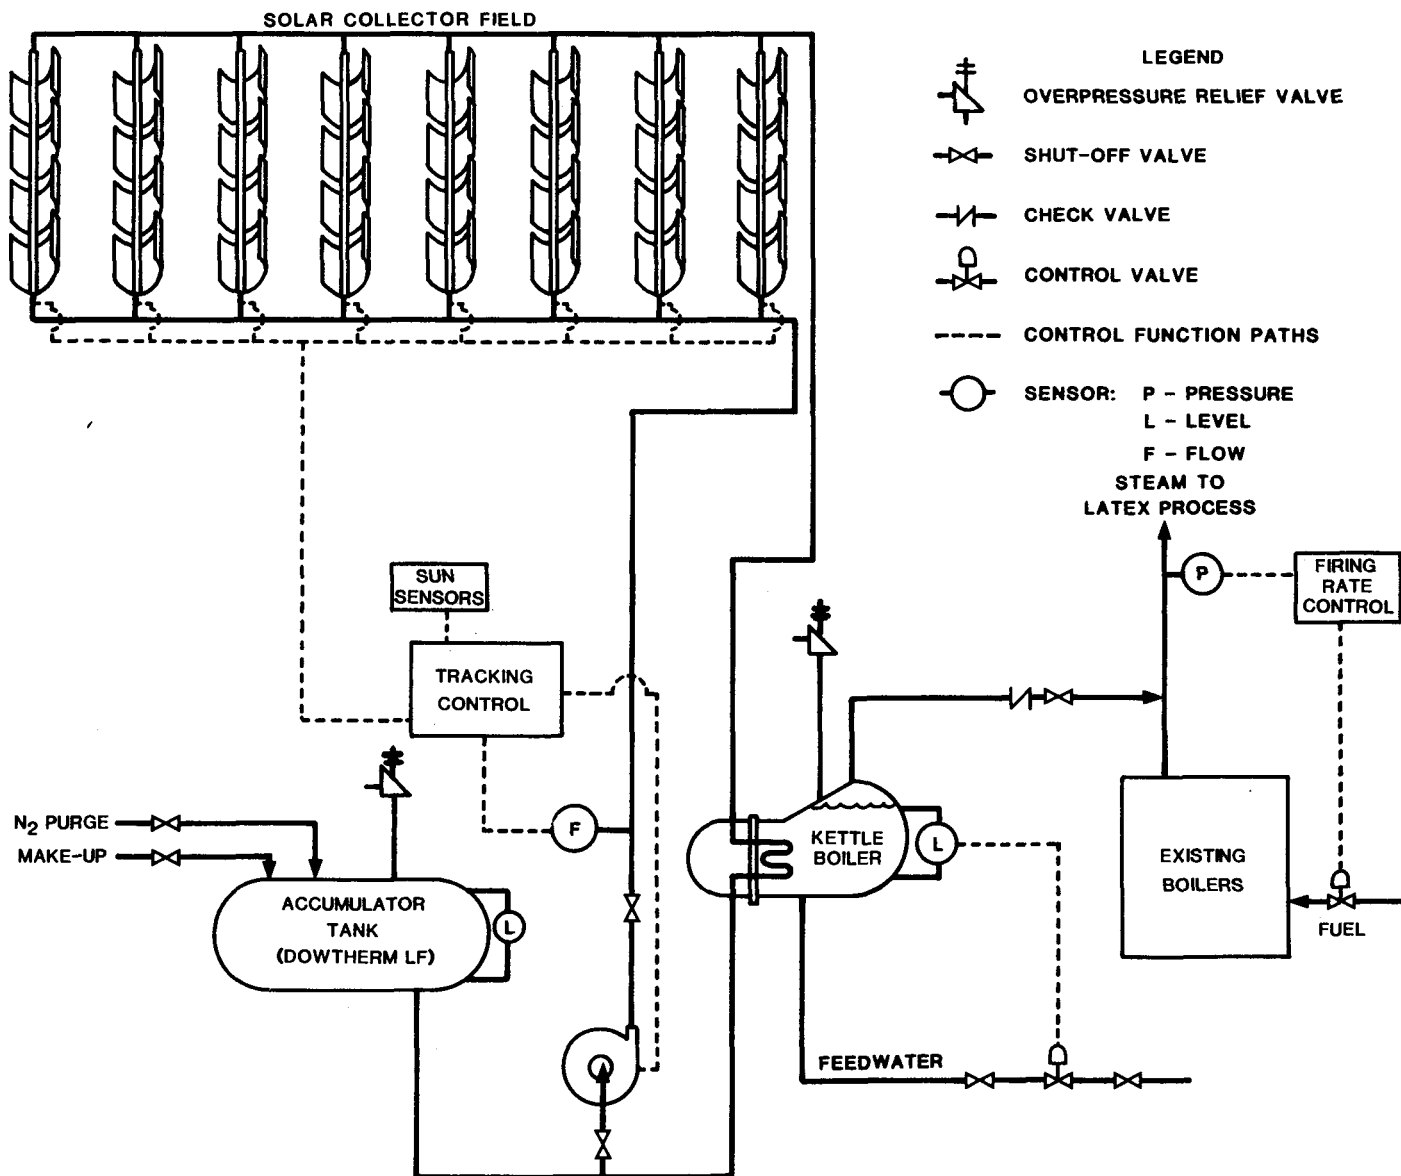 SOLAR COLLECTOR FIELD
LEGEND
OVERPRESSURE RELIEF VALVE
SHUT-OFF VALVE
CHECK VALVE
CONTROL VALVE
CONTROL FUNCTION PATHS
SENSOR: P - PRESSURE
L - LEVEL
F - FLOW
STEAM TO
LATEX PROCESS
P
FIRING
RATE
CONTROL
SUN
SENSORS
TRACKING
CONTROL
N₂ PURGE
MAKE-UP
F
KETTLE
BOILER
L
EXISTING
BOILERS
FUEL
ACCUMULATOR
TANK
(DOWTHERM LF)
L
FEEDWATER